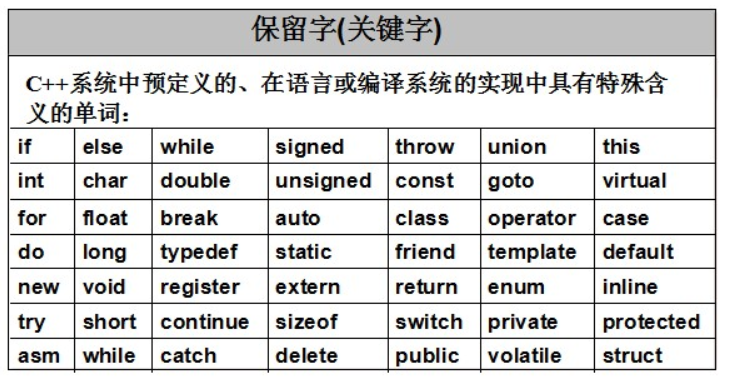 保留字(关键字)
C++系统中预定义的、在语言或编译系统的实现中具有特殊含
义的单词：
if else while signed throw union this
int char double unsigned const goto virtual
for float break auto class operator case
do long typedef static friend template default
new void register extern return enum inline
try short continue sizeof switch private protected
asm while catch delete public volatile struct